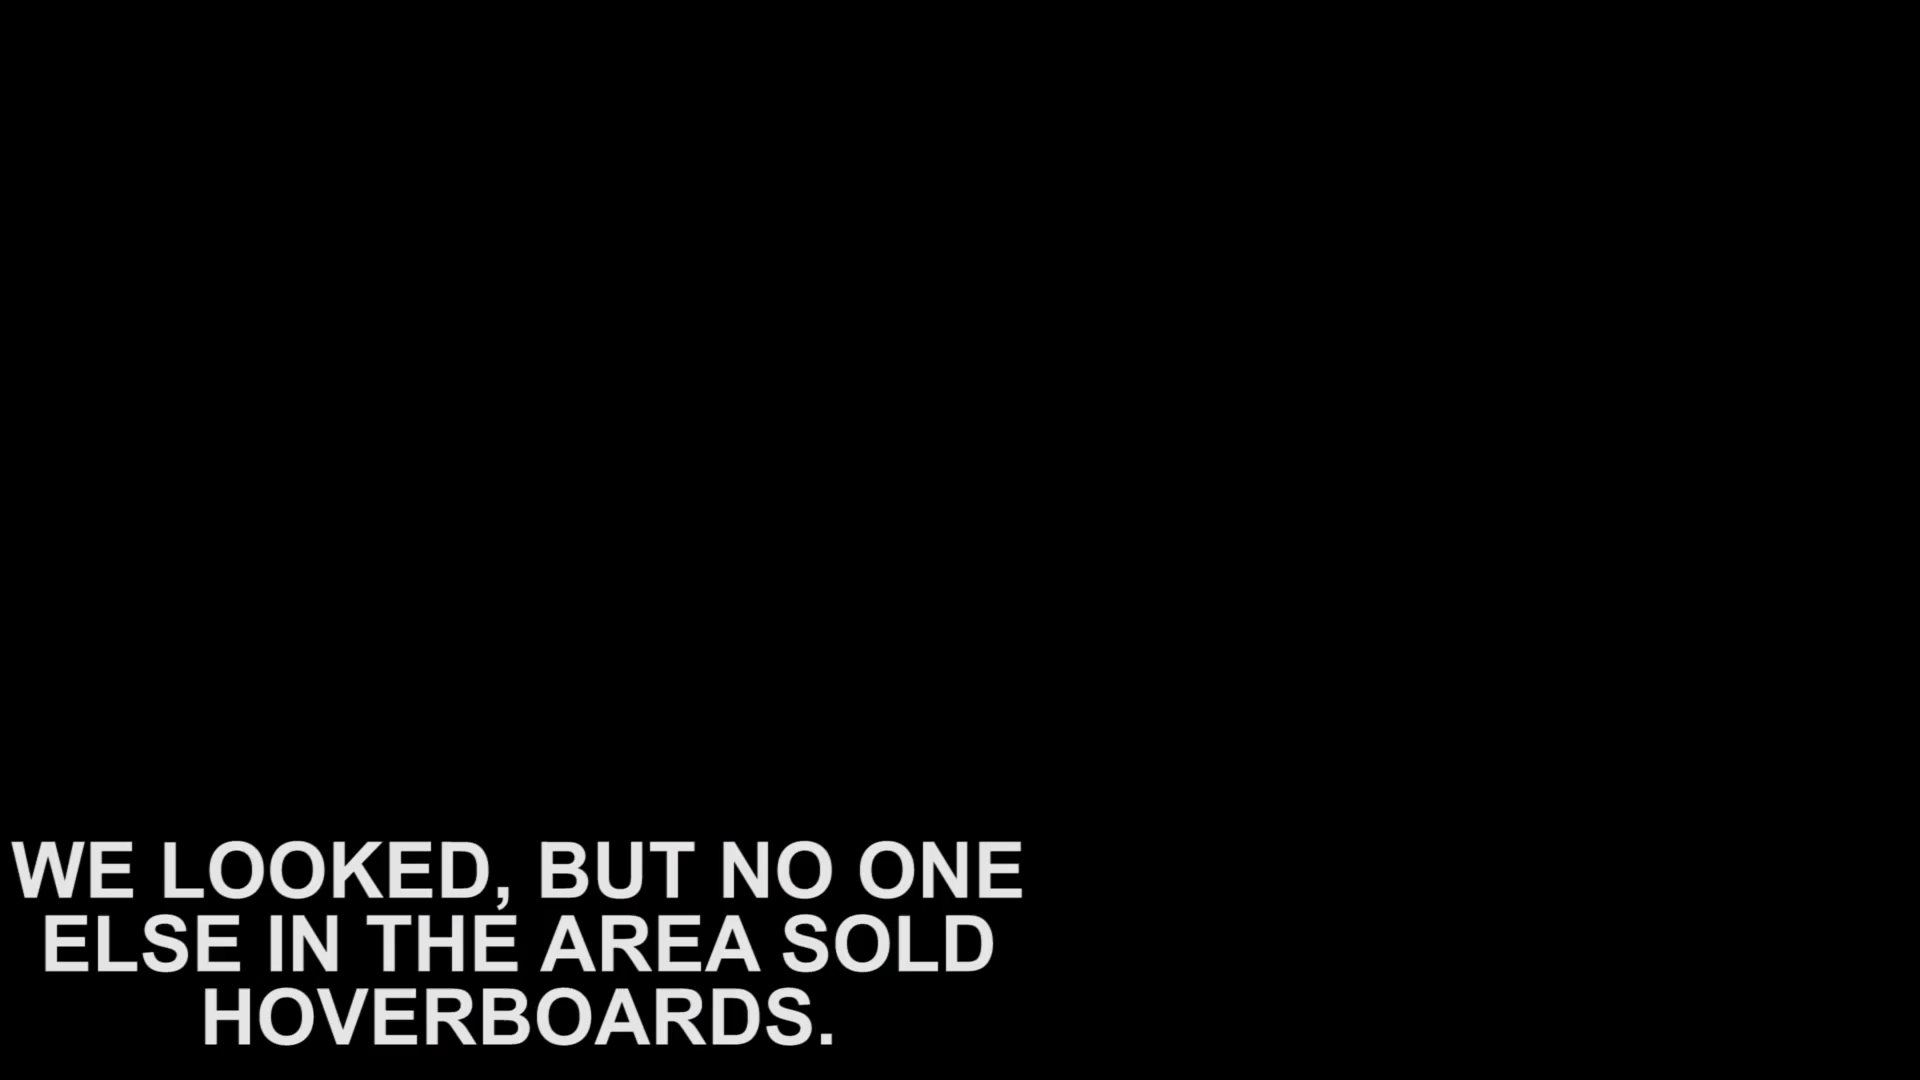 WE LOOKED, BUT NO ONE
ELSE IN THE AREA SOLD
HOVERBOARDS.